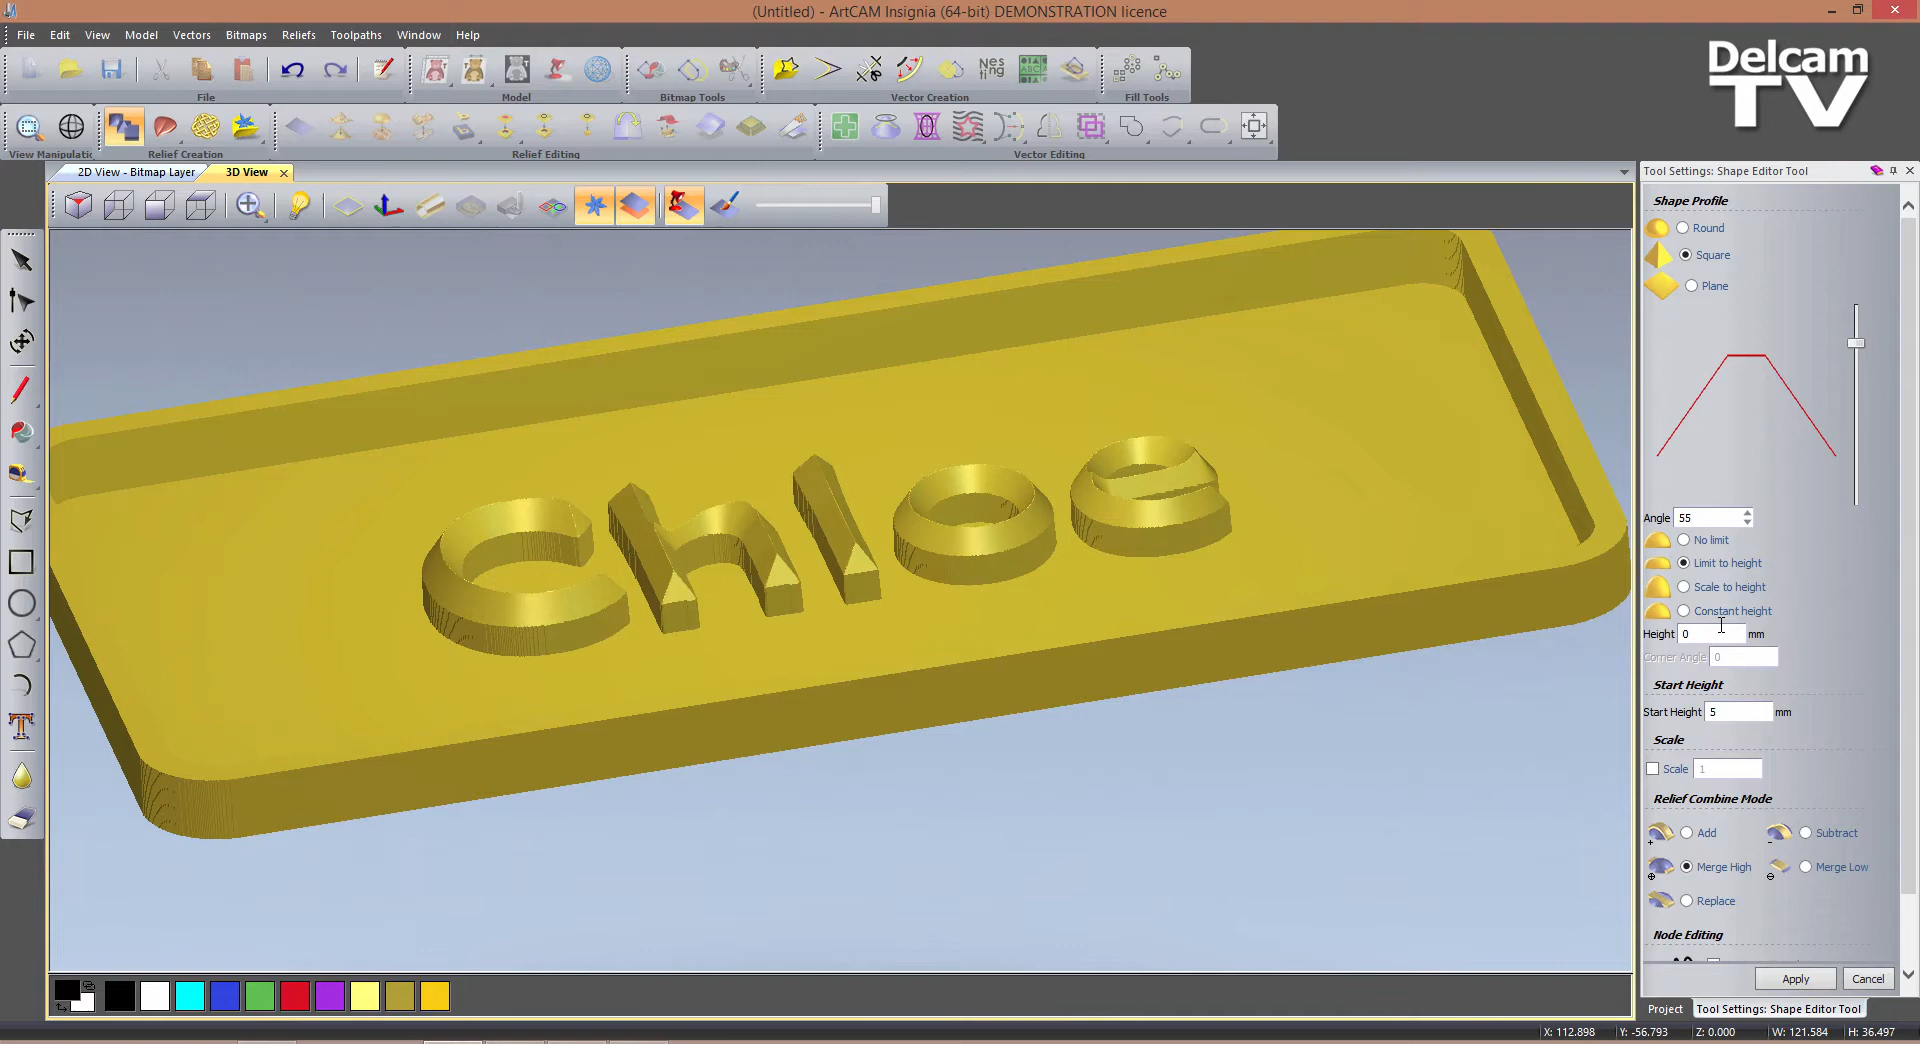 (Untitled) - ArtCAM Insignia (64-bit) DEMONSTRATION licence
File Edit View Model Vectors Bitmaps Reliefs Toolpaths Window Help
Nes
ting
ABC
File Model Bitmap Tools Vector Creation Fill Tools
Delcam
TV
View Manipulatic Relief Creation Relief Editing Vector Editing
2D View - Bitmap Layer 3D View
Tool Settings: Shape Editor Tool
Shape Profile
Round
Square
Plane
Angle 55
No limit
Limit to height
Scale to height
Constant height
Height 0 mm
Corner Angle 0
Start Height
Start Height 5 mm
Scale
Scale 1
Relief Combine Mode
Add Subtract
Merge High Merge Low
Replace
Node Editing
Apply Cancel
Project Tool Settings: Shape Editor Tool
Chloe
X: 112.898 Y: -56.793 Z: 0.000 W: 121.584 H: 36.497